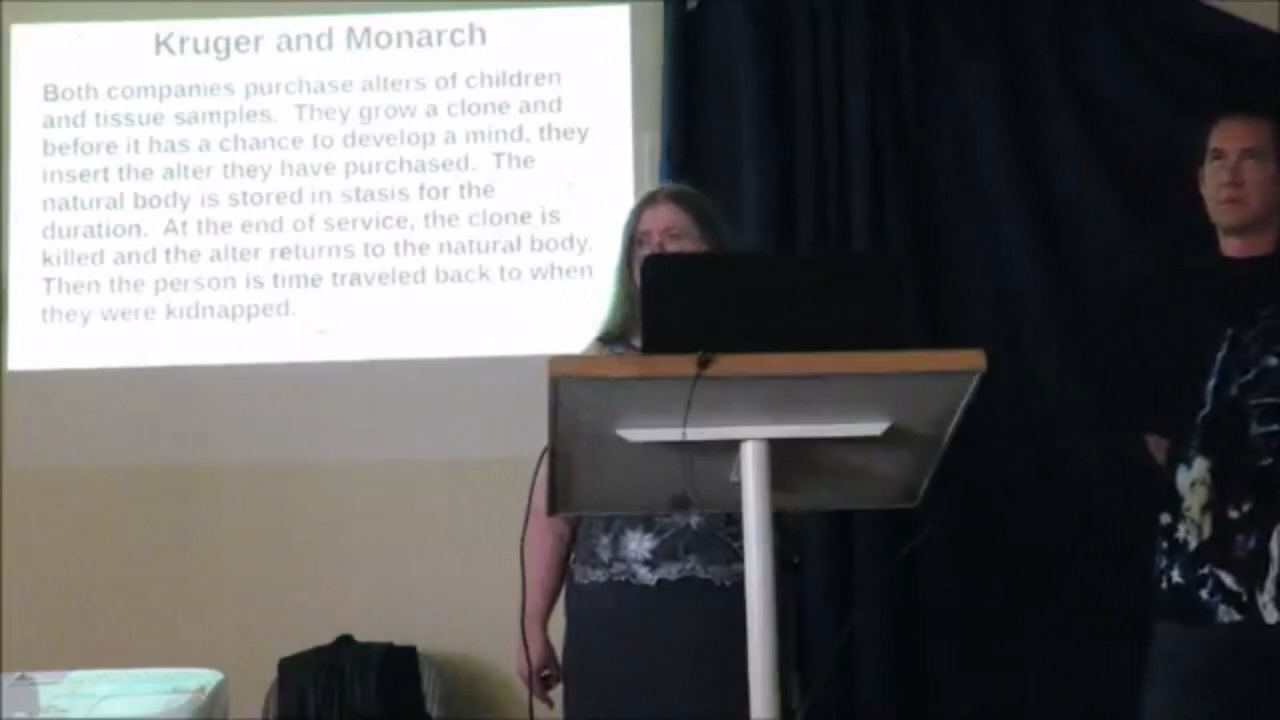 Kruger and Monarch
Both companies purchase alters of children
and tissue samples. They grow a clone and
before it has a chance to develop a mind, they
insert the alter they have purchased. The
natural body is stored in stasis for the
duration. At the end of service, the clone is
killed and the alter returns to the natural body.
Then the person is time traveled back to when
they were kidnapped.